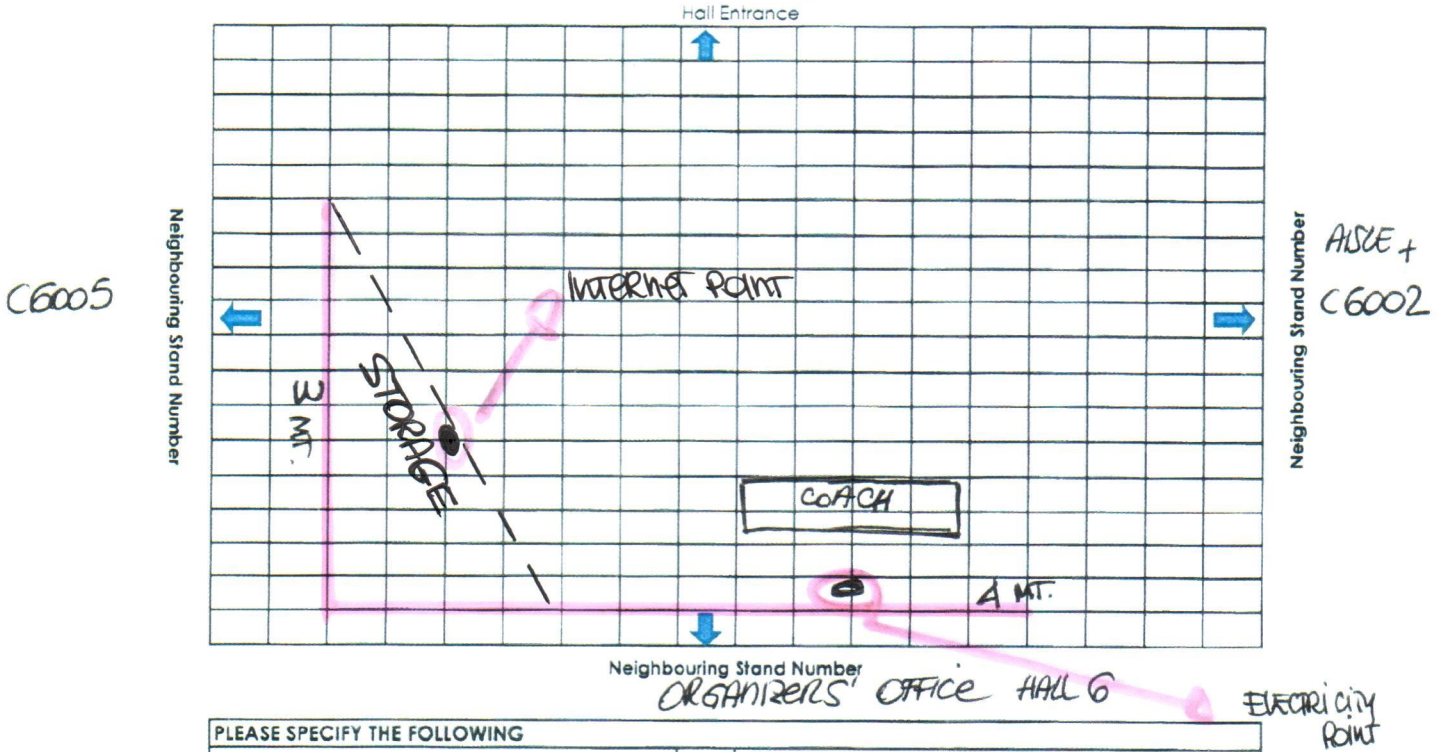 Hall Entrance
Neighbouring Stand Number
C6005
INTERNET POINT
STORAGE
3 MT.
COACH
4 MT.
Neighbouring Stand Number
AISLE +
C6002
Neighbouring Stand Number
ORGANIZERS' OFFICE HALL 6
ELECTRICITY
POINT
PLEASE SPECIFY THE FOLLOWING